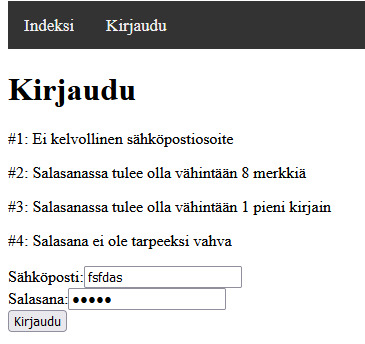 Indeksi Kirjaudu
Kirjaudu
#1: Ei kelvollinen sähköpostiosoite
#2: Salasanassa tulee olla vähintään 8 merkkiä
#3: Salasanassa tulee olla vähintään 1 pieni kirjain
#4: Salasana ei ole tarpeeksi vahva
Sähköposti: fsfdas
Salasana: •••••
Kirjaudu